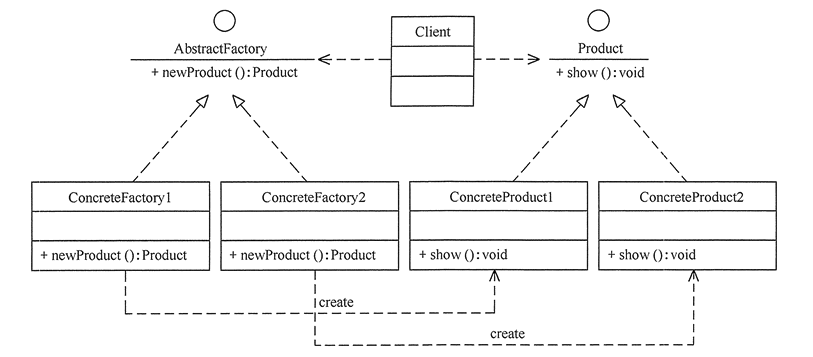 Client
AbstractFactory
Product
+ newProduct ( ) : Product
+ show ( ) : void
ConcreteFactory1
ConcreteFactory2
ConcreteProduct1
ConcreteProduct2
+ newProduct ( ) : Product
+ newProduct ( ) : Product
+ show ( ) : void
+ show ( ) : void
create
create